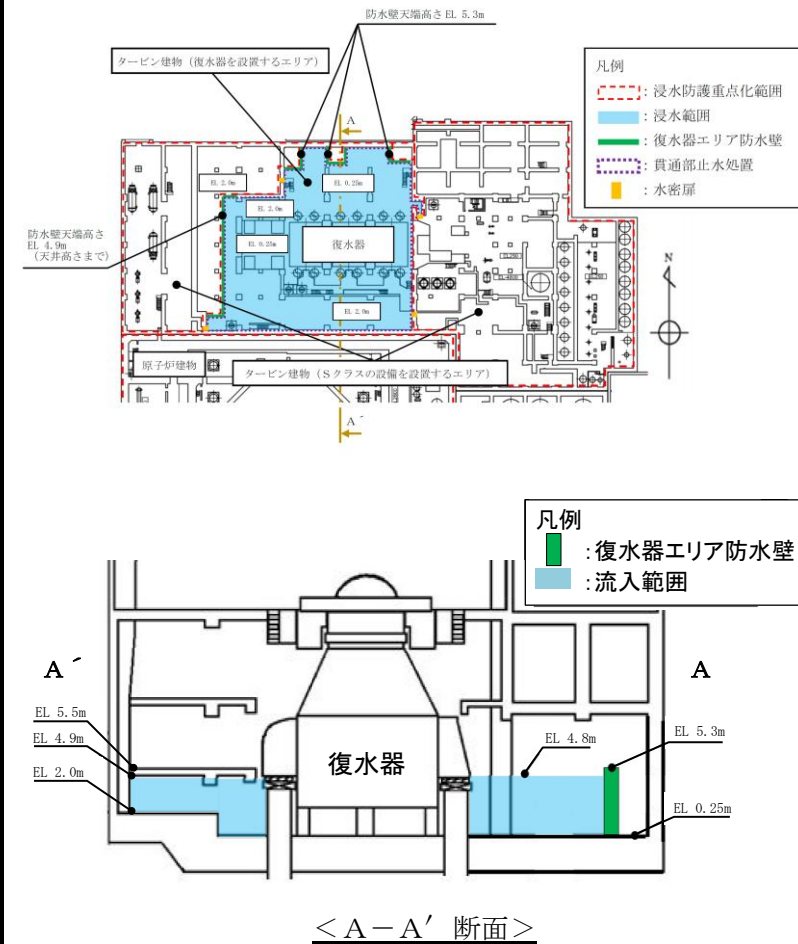 防水壁天端高さ EL 5.3m
タービン建物（復水器を設置するエリア）
凡例
：浸水防護重点化範囲
：浸水範囲
：復水器エリア防水壁
：貫通部止水処置
：水密扉
A
EL 2.0m
EL 0.25m
EL 2.0m
防水壁天端高さ
EL 4.9m
（天井高さまで）
EL 0.25m
復水器
N
EL 2.0m
原子炉建物
タービン建物（Sクラスの設備を設置するエリア）
A´
凡例
：復水器エリア防水壁
：流入範囲
A´
A
EL 5.5m
EL 4.9m
EL 2.0m
復水器
EL 4.8m
EL 5.3m
EL 0.25m
＜A－A′ 断面＞